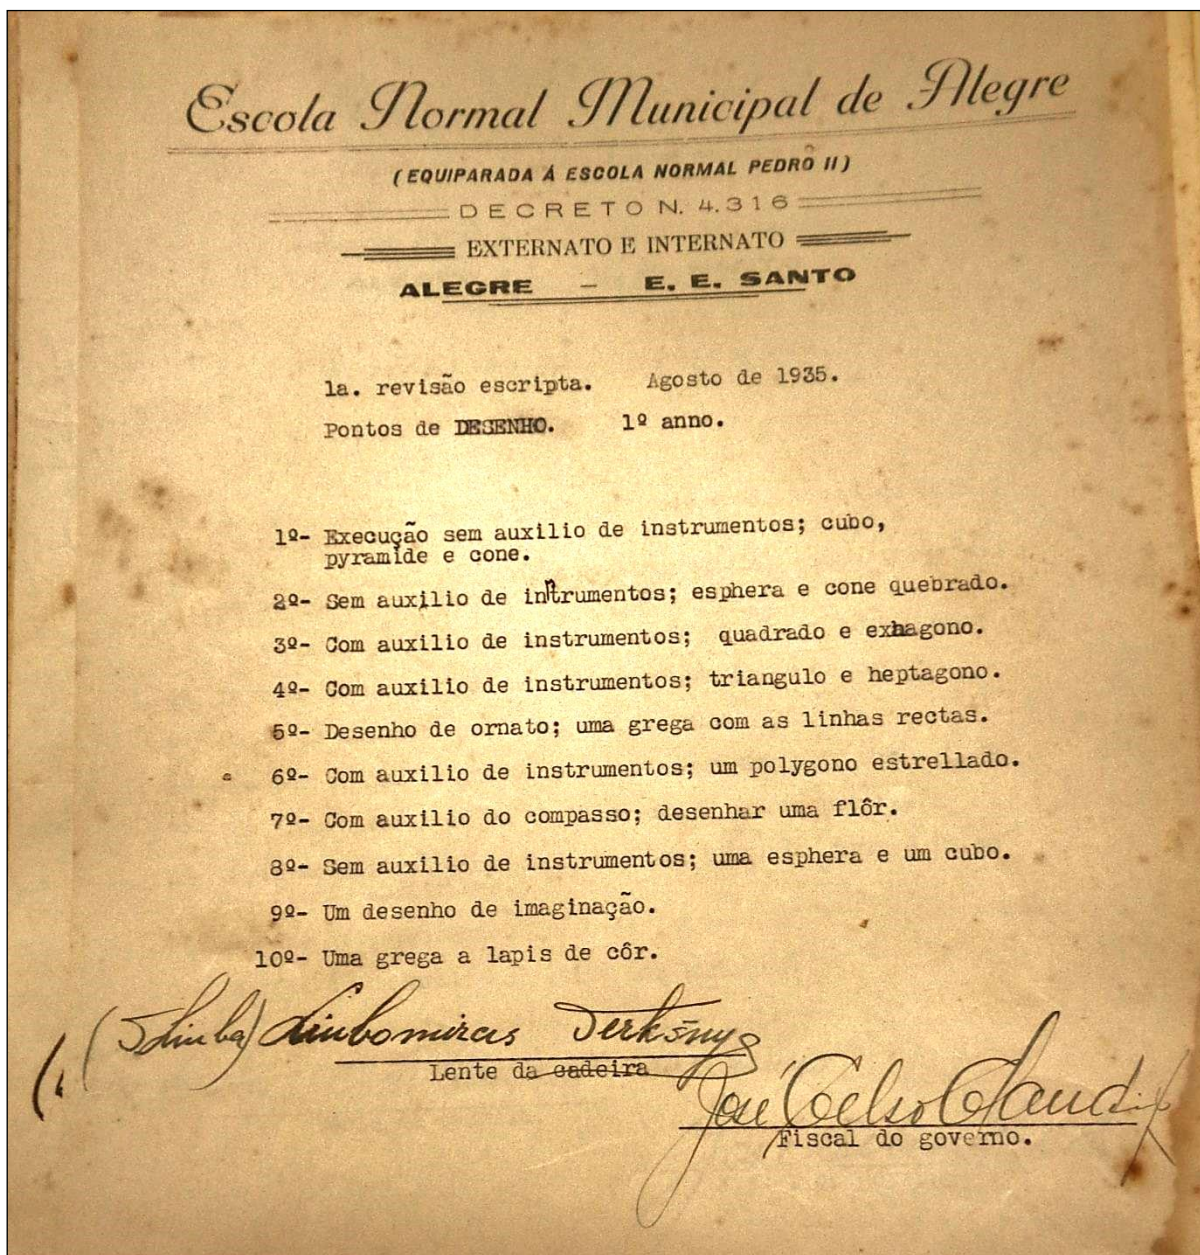 Escola Normal Municipal de Alegre
(EQUIPARADA Á ESCOLA NORMAL PEDRO II)
DECRETO N. 4.316
EXTERNATO E INTERNATO
ALEGRE – E. E. SANTO
1a. revisão escripta. Agosto de 1935.
Pontos de DESENHO. 1º anno.
1º- Execução sem auxilio de instrumentos; cubo,
pyramide e cone.
2º- Sem auxilio de intrumentos; esphera e cone quebrado.
3º- Com auxilio de instrumentos; quadrado e exhagono.
4º- Com auxilio de instrumentos; triangulo e heptagono.
5º- Desenho de ornato; uma grega com as linhas rectas.
6º- Com auxilio de instrumentos; um polygono estrellado.
7º- Com auxilio do compasso; desenhar uma flôr.
8º- Sem auxilio de instrumentos; uma esphera e um cubo.
9º- Um desenho de imaginação.
10º- Uma grega a lapis de côr.
Lente da cadeira
José Celso Claudio
Fiscal do governo.